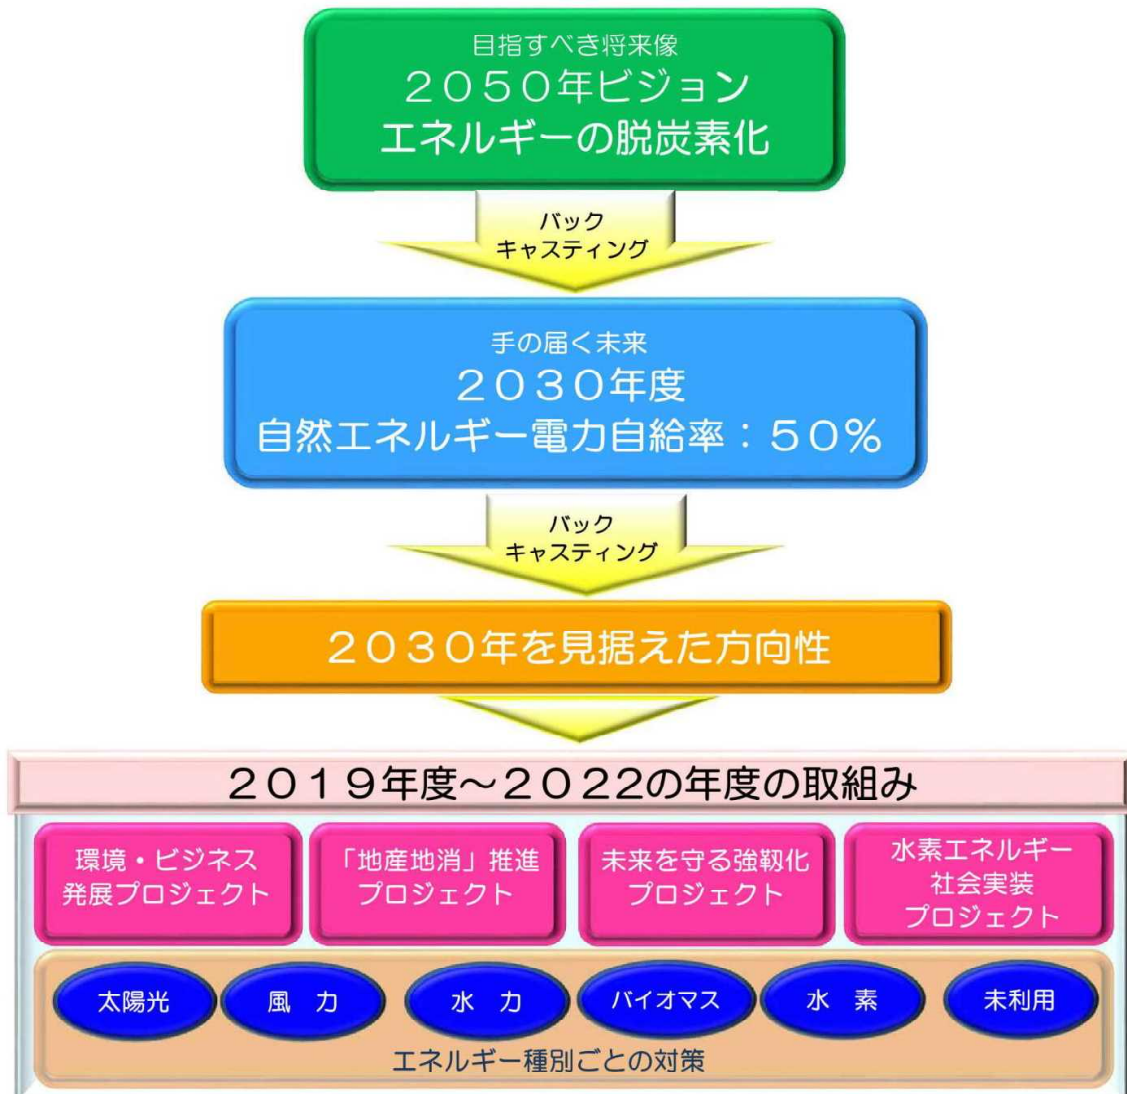 目指すべき将来像
２０５０年ビジョン
エネルギーの脱炭素化
バック
キャスティング
手の届く未来
２０３０年度
自然エネルギー電力自給率：５０％
バック
キャスティング
２０３０年を見据えた方向性
２０１９年度～２０２２の年度の取組み
環境・ビジネス
発展プロジェクト
「地産地消」推進
プロジェクト
未来を守る強靱化
プロジェクト
水素エネルギー
社会実装
プロジェクト
太陽光
風　力
水　力
バイオマス
水　素
未利用
エネルギー種別ごとの対策